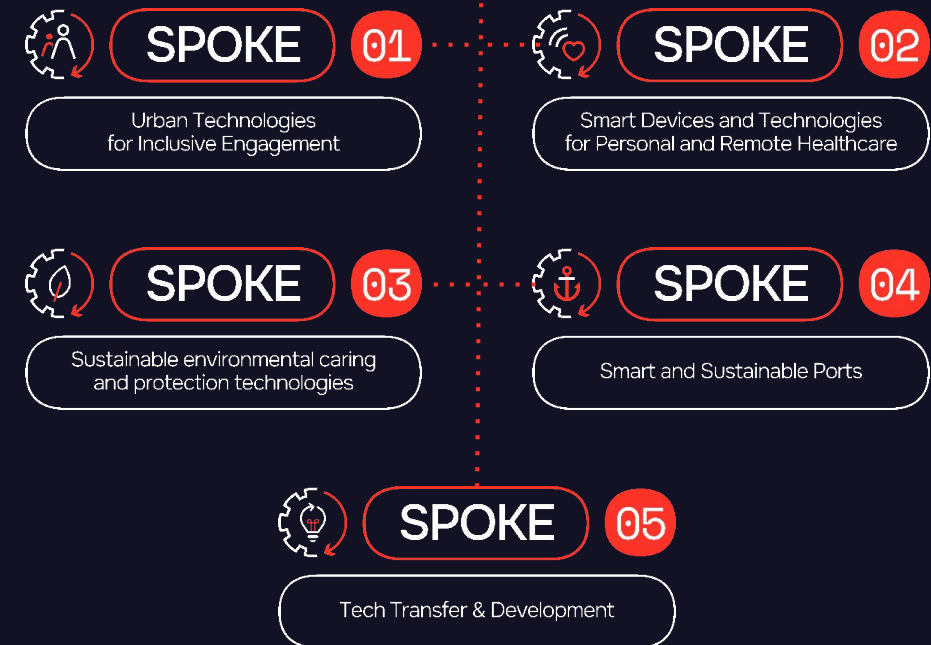 SPOKE 01
Urban Technologies
for Inclusive Engagement
SPOKE 02
Smart Devices and Technologies
for Personal and Remote Healthcare
SPOKE 03
Sustainable environmental caring
and protection technologies
SPOKE 04
Smart and Sustainable Ports
SPOKE 05
Tech Transfer & Development